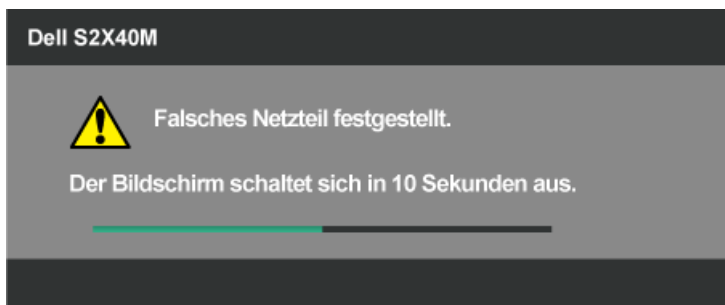 Dell S2X40M
Falsches Netzteil festgestellt.
Der Bildschirm schaltet sich in 10 Sekunden aus.